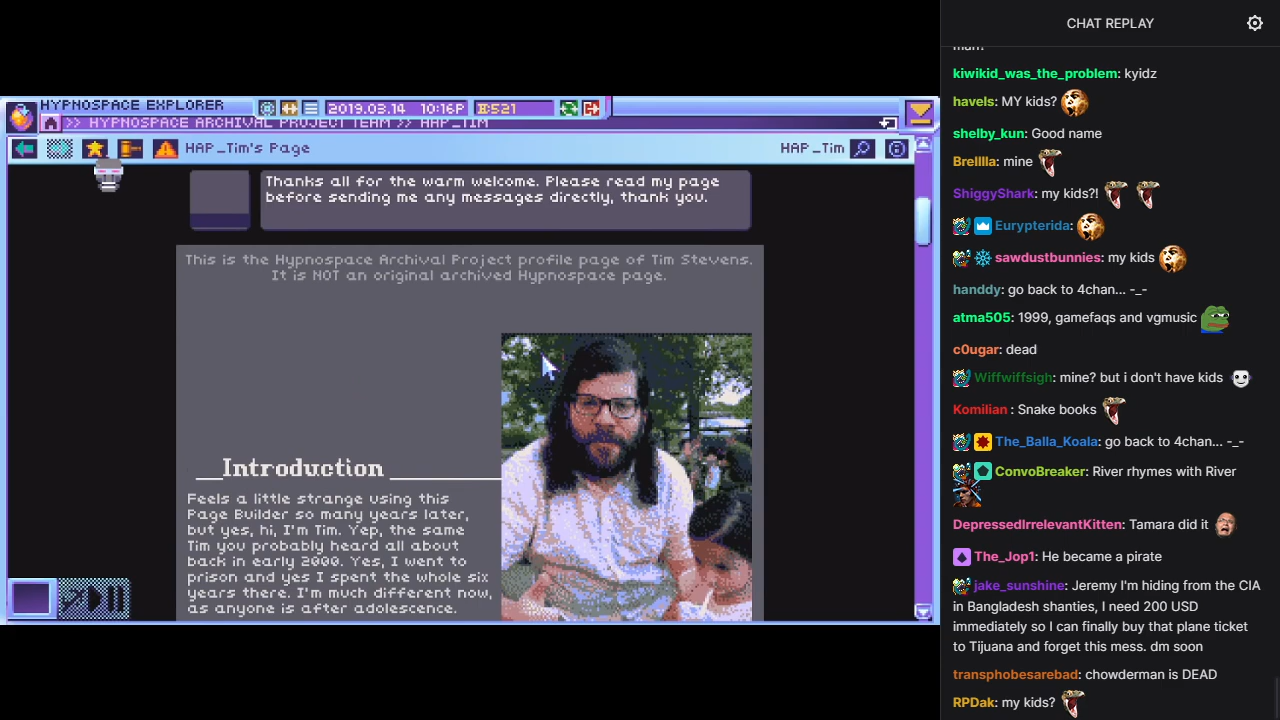 CHAT REPLAY
HYPNOSPACE EXPLORER
2019.03.14 10:16P
521
>> HYPNOSPACE ARCHIVAL PROJECT TEAM >> HAP_TIM
HAP_Tim's Page
HAP_Tim
Thanks all for the warm welcome. Please read my page
before sending me any messages directly, thank you.
This is the Hypnospace Archival Project profile page of Tim Stevens.
It is NOT an original archived Hypnospace page.
Introduction
Feels a little strange using this
Page Builder so many years later,
but yes, hi, I'm Tim. Yep, the same
Tim you probably heard all about
back in early 2000. Yes, I went to
prison and yes I spent the whole six
years there. I'm much different now,
as anyone is after adolescence.
kiwikid_was_the_problem: kyidz
havels: MY kids?
shelby_kun: Good name
Brelllla: mine
ShiggyShark: my kids?!
Eurypterida:
sawdustbunnies: my kids
handdy: go back to 4chan... -_-
atma505: 1999, gamefaqs and vgmusic
c0ugar: dead
Wiffwiffsigh: mine? but i don't have kids
Komilian : Snake books
The_Balla_Koala: go back to 4chan... -_-
ConvoBreaker: River rhymes with River
DepressedIrrelevantKitten: Tamara did it
The_Jop1: He became a pirate
jake_sunshine: Jeremy I'm hiding from the CIA
in Bangladesh shanties, I need 200 USD
immediately so I can finally buy that plane ticket
to Tijuana and forget this mess. dm soon
transphobesarebad: chowderman is DEAD
RPDak: my kids?